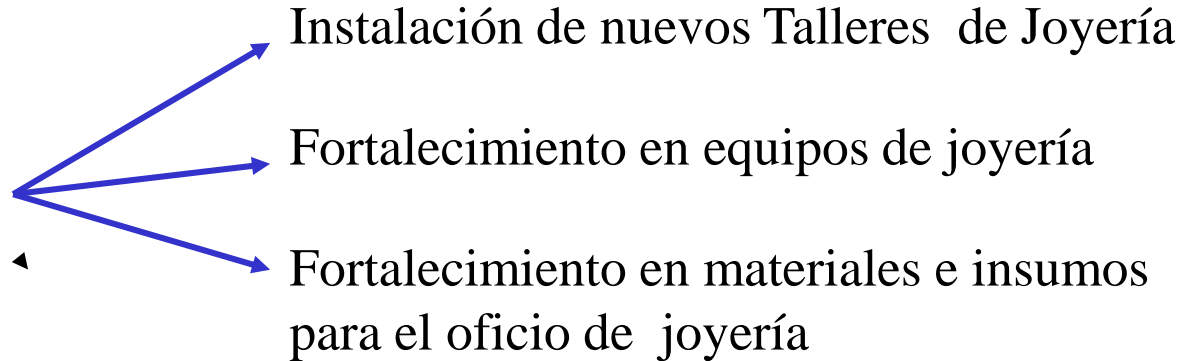 Instalación de nuevos Talleres  de Joyería
Fortalecimiento en equipos de joyería
Fortalecimiento en materiales e insumos
para el oficio de  joyería